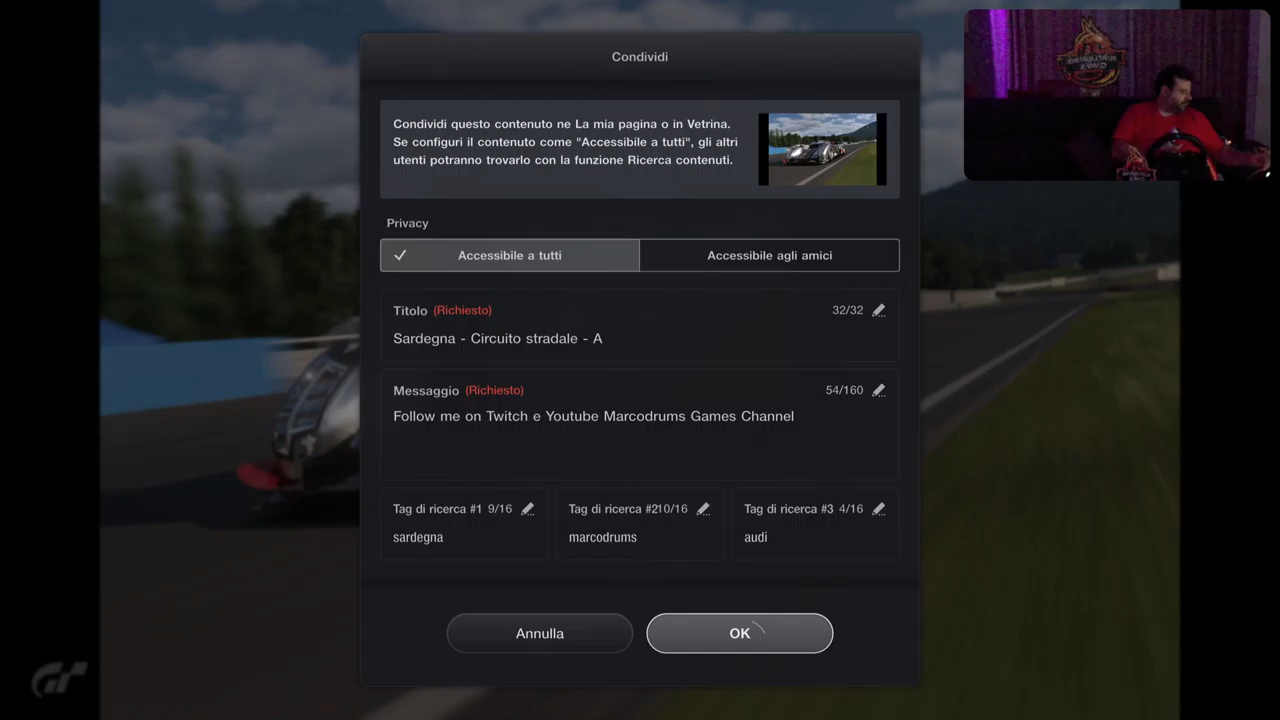 Condividi
Condividi questo contenuto ne La mia pagina o in Vetrina.
Se configuri il contenuto come "Accessibile a tutti", gli altri
utenti potranno trovarlo con la funzione Ricerca contenuti.
Privacy
Accessibile a tutti
Accessibile agli amici
Titolo (Richiesto) 32/32
Sardegna - Circuito stradale - A
Messaggio (Richiesto) 54/160
Follow me on Twitch e Youtube Marcodrums Games Channel
Tag di ricerca #1 9/16
sardegna
Tag di ricerca #210/16
marcodrums
Tag di ricerca #3 4/16
audi
Annulla
OK
GT